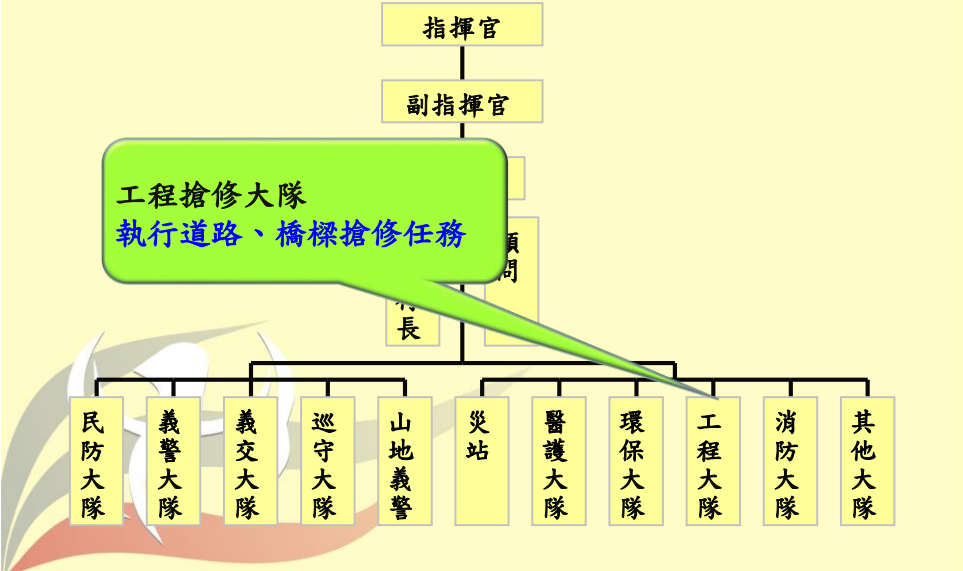 指揮官
副指揮官
工程搶修大隊
執行道路、橋樑搶修任務
問
長
民防大隊
義警大隊
義交大隊
巡守大隊
山地義警
災站
醫護大隊
環保大隊
工程大隊
消防大隊
其他大隊